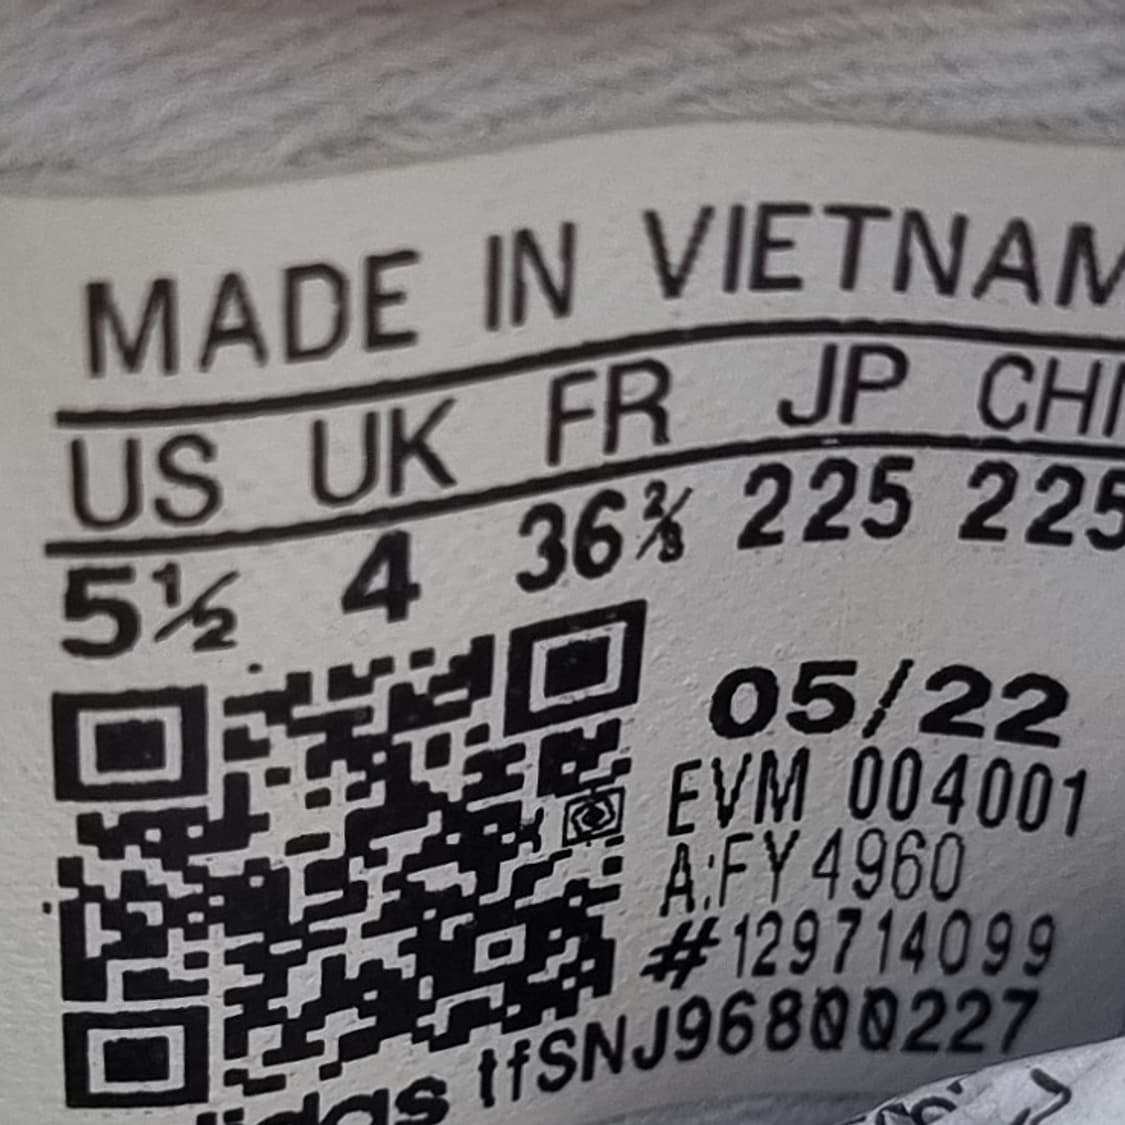 MADE IN VIETNAM
US UK FR JP CHN
5½ 4 36⅔ 225 225
05/22
EVM 004001
A:FY4960
#129714099
tfSNJ96800227